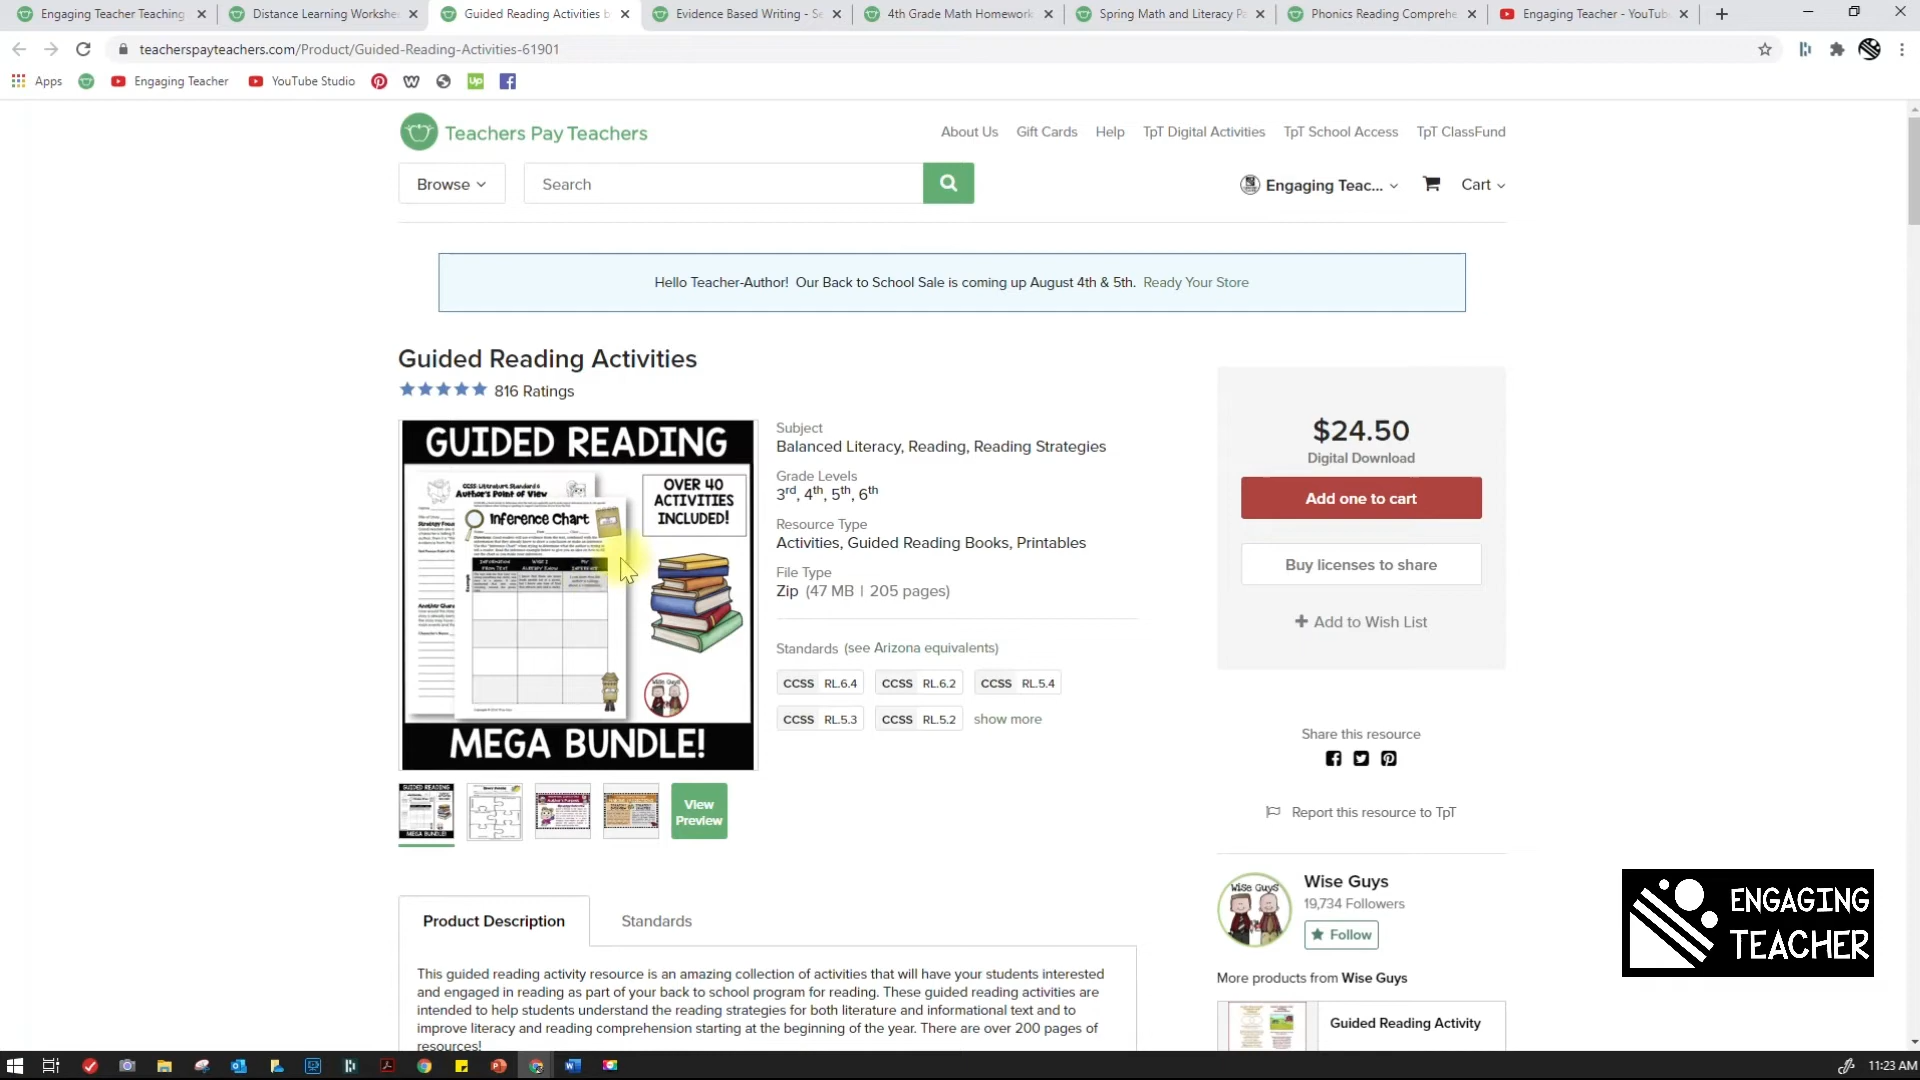 Engaging Teacher Teaching
Distance Learning Workshe
Guided Reading Activities b
Evidence Based Writing - S
4th Grade Math Homework
Spring Math and Literacy Pa
Phonics Reading Comprehe
Engaging Teacher - YouTub
teacherspayteachers.com/Product/Guided-Reading-Activities-61901
Apps
Engaging Teacher
YouTube Studio
Up
Teachers Pay Teachers
About Us Gift Cards Help TpT Digital Activities TpT School Access TpT ClassFund
Browse
Search
Engaging Teac...
Cart
Hello Teacher-Author! Our Back to School Sale is coming up August 4th & 5th. Ready Your Store
Guided Reading Activities
816 Ratings
GUIDED READING
CCSS: Literature Standard 6
Author's Point of View
Inference Chart
OVER 40
ACTIVITIES
INCLUDED!
Wise Guys
MEGA BUNDLE!
View
Preview
Subject
Balanced Literacy, Reading, Reading Strategies
Grade Levels
3rd, 4th, 5th, 6th
Resource Type
Activities, Guided Reading Books, Printables
File Type
Zip (47 MB | 205 pages)
Standards (see Arizona equivalents)
CCSS RL.6.4 CCSS RL.6.2 CCSS RL.5.4
CCSS RL.5.3 CCSS RL.5.2 show more
$24.50
Digital Download
Add one to cart
Buy licenses to share
+ Add to Wish List
Share this resource
Report this resource to TpT
Wise Guys
Wise Guys
19,734 Followers
Follow
More products from Wise Guys
Guided Reading Activity
Product Description
Standards
This guided reading activity resource is an amazing collection of activities that will have your students interested
and engaged in reading as part of your back to school program for reading. These guided reading activities are
intended to help students understand the reading strategies for both literature and informational text and to
improve literacy and reading comprehension starting at the beginning of the year. There are over 200 pages of
resources!
ENGAGING
TEACHER
11:23 AM